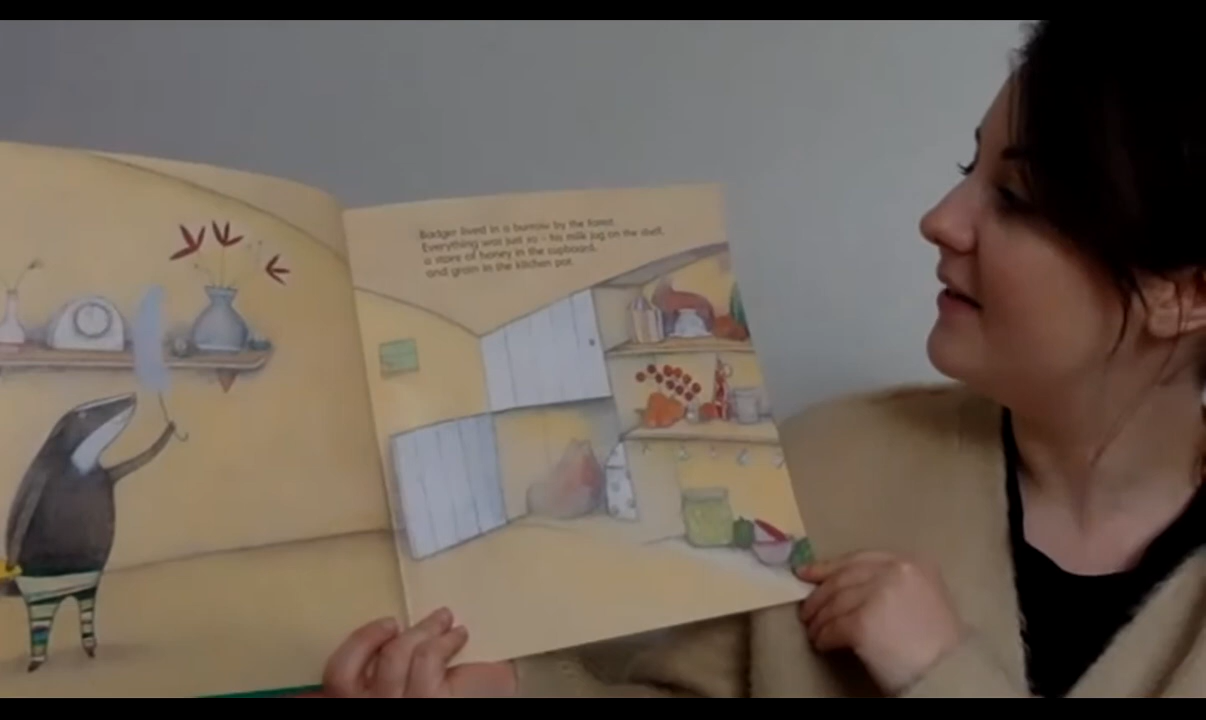 Badger lived in a burrow by the forest.
Everything was just so – his milk jug on the shelf,
a store of honey in the cupboard,
and grain in the kitchen pot.